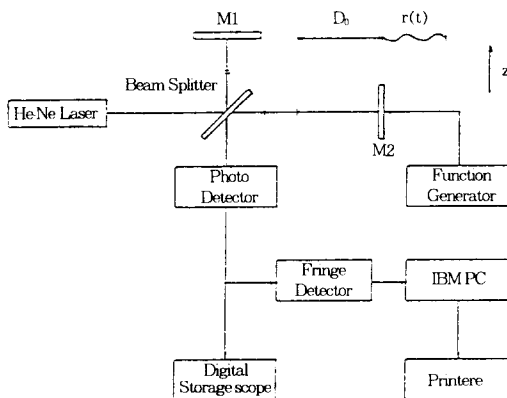 M1
D₀ r(t)
z
Beam Splitter
He·Ne Laser
M2
Photo
Detector
Function
Generator
Fringe
Detector
IBM PC
Digital
Storage scope
Printere